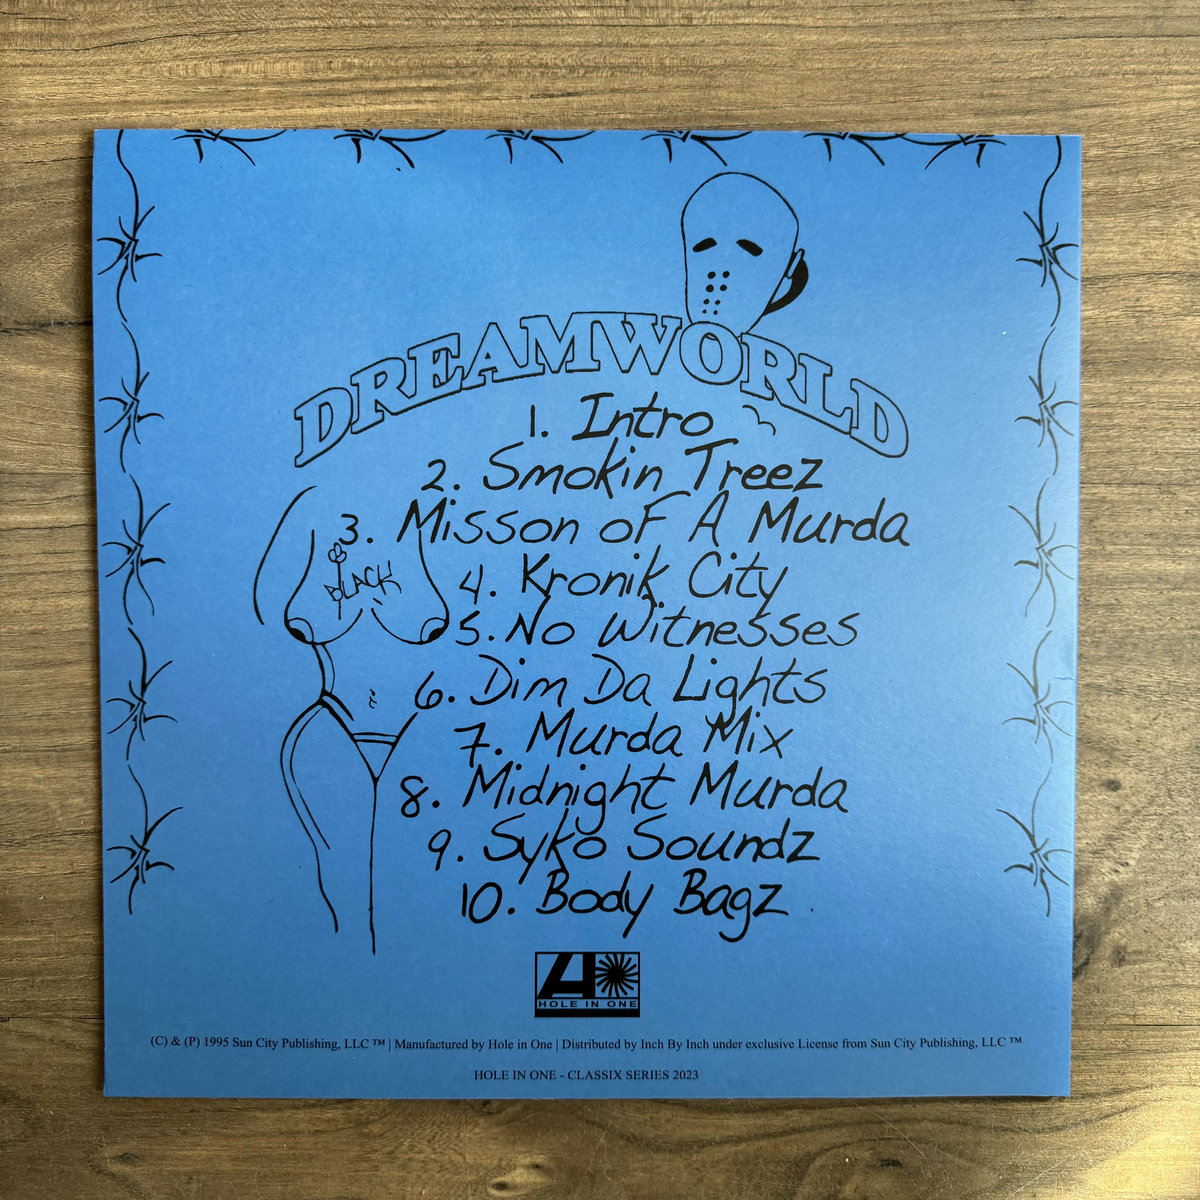 DREAMWORLD
1. Intro
2. Smokin Treez
3. Misson of A Murda
BLACK
4. Kronik City
5. No Witnesses
6. Dim Da Lights
7. Murda Mix
8. Midnight Murda
9. Syko Soundz
10. Body Bagz
A
HOLE IN ONE
(C) & (P) 1995 Sun City Publishing, LLC ™ | Manufactured by Hole in One | Distributed by Inch By Inch under exclusive License from Sun City Publishing, LLC ™
HOLE IN ONE - CLASSIX SERIES 2023